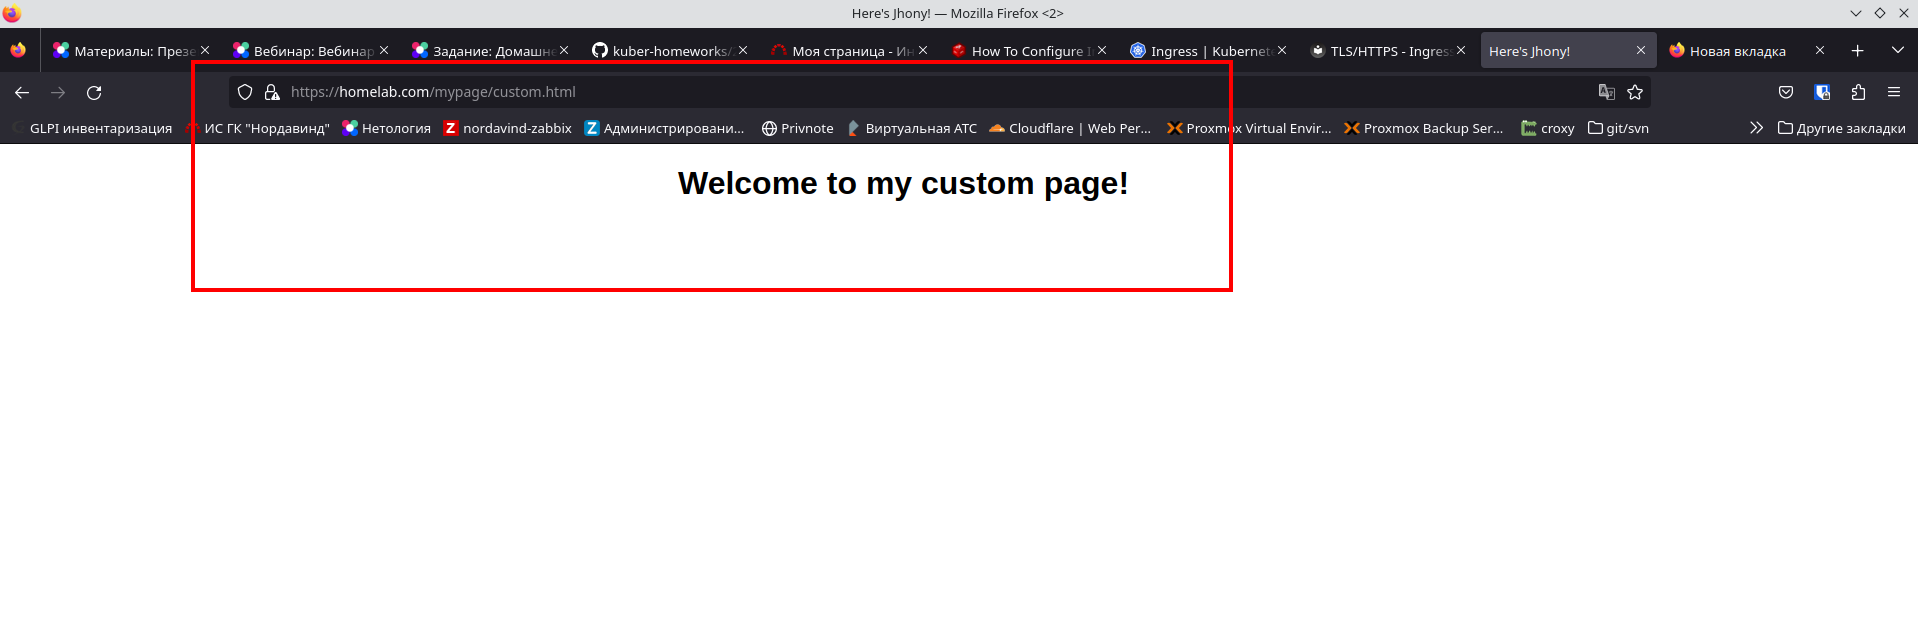 Here's Jhony! — Mozilla Firefox <2>
Материалы: Презе
Вебинар: Вебинар
Задание: Домашне
kuber-homeworks/
Моя страница - Ин
How To Configure
Ingress | Kubernet
TLS/HTTPS - Ingress
Here's Jhony!
Новая вкладка
https://homelab.com/mypage/custom.html
GLPI инвентаризация
ИС ГК "Нордавинд"
Нетология
nordavind-zabbix
Администрировани...
Privnote
Виртуальная АТС
Cloudflare | Web Per...
Proxmox Virtual Envir...
Proxmox Backup Ser...
croxy
git/svn
Другие закладки
Welcome to my custom page!